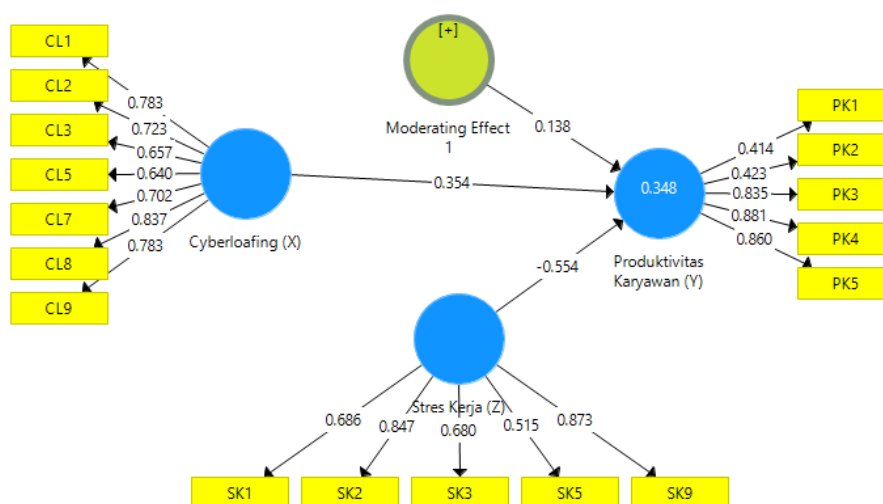 CL1
CL2
CL3
CL5
CL7
CL8
CL9
0.783
0.723
0.657
0.640
0.702
0.837
0.783
Cyberloafing (X)
[+]
Moderating Effect
1
0.138
0.354
-0.554
0.348
Produktivitas
Karyawan (Y)
0.414
0.423
0.835
0.881
0.860
PK1
PK2
PK3
PK4
PK5
Stres Kerja (Z)
0.686
0.847
0.680
0.515
0.873
SK1
SK2
SK3
SK5
SK9